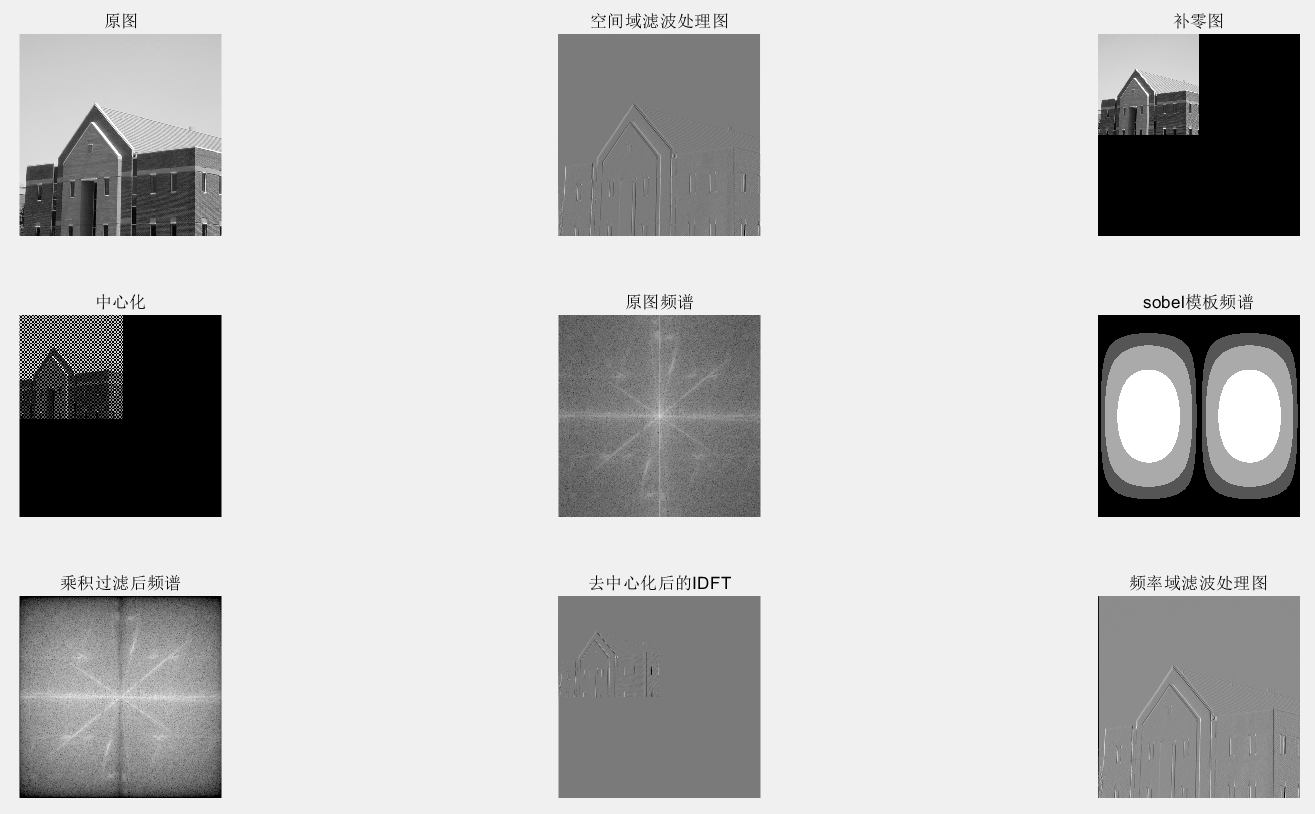 原图
空间域滤波处理图
补零图
中心化
原图频谱
sobel模板频谱
乘积过滤后频谱
去中心化后的IDFT
频率域滤波处理图